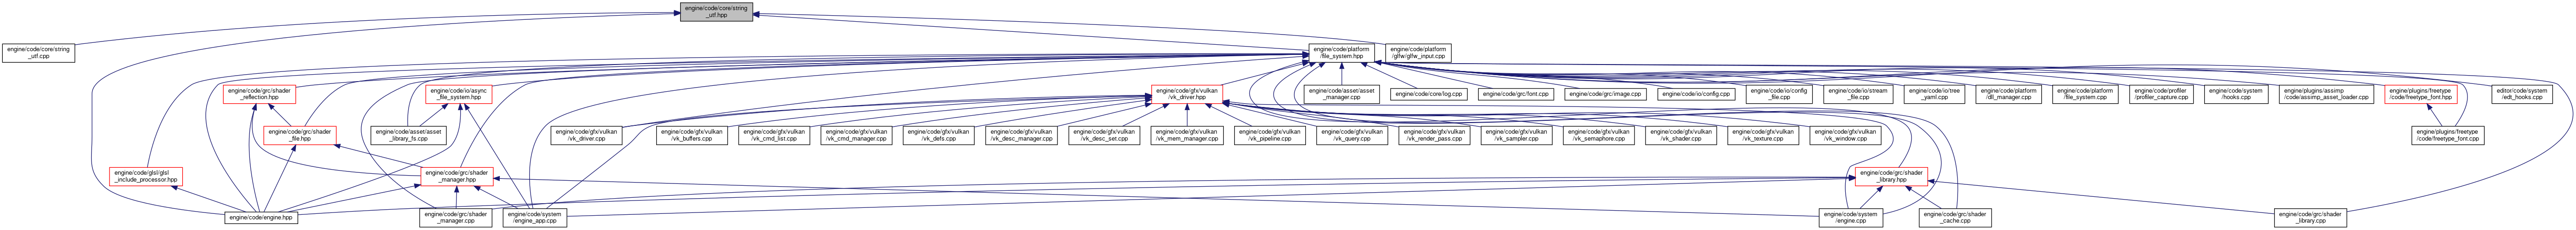 engine/code/core/string
_utf.hpp
engine/code/core/string
_utf.cpp
engine/code/platform
/file_system.hpp
engine/code/platform
/glfw/glfw_input.cpp
engine/code/grc/shader
_reflection.hpp
engine/code/io/async
_file_system.hpp
engine/code/gfx/vulkan
/vk_driver.hpp
engine/code/asset/asset
_manager.cpp
engine/code/core/log.cpp
engine/code/grc/font.cpp
engine/code/grc/image.cpp
engine/code/io/config.cpp
engine/code/io/config
_file.cpp
engine/code/io/stream
_file.cpp
engine/code/io/tree
_yaml.cpp
engine/code/platform
/dll_manager.cpp
engine/code/platform
/file_system.cpp
engine/code/profiler
/profiler_capture.cpp
engine/code/system
/hooks.cpp
engine/plugins/assimp
/code/assimp_asset_loader.cpp
engine/plugins/freetype
/code/freetype_font.hpp
editor/code/system
/edt_hooks.cpp
engine/code/grc/shader
_file.hpp
engine/code/asset/asset
_library_fs.cpp
engine/code/gfx/vulkan
/vk_driver.cpp
engine/code/gfx/vulkan
/vk_buffers.cpp
engine/code/gfx/vulkan
/vk_cmd_list.cpp
engine/code/gfx/vulkan
/vk_cmd_manager.cpp
engine/code/gfx/vulkan
/vk_defs.cpp
engine/code/gfx/vulkan
/vk_desc_manager.cpp
engine/code/gfx/vulkan
/vk_desc_set.cpp
engine/code/gfx/vulkan
/vk_mem_manager.cpp
engine/code/gfx/vulkan
/vk_pipeline.cpp
engine/code/gfx/vulkan
/vk_query.cpp
engine/code/gfx/vulkan
/vk_render_pass.cpp
engine/code/gfx/vulkan
/vk_sampler.cpp
engine/code/gfx/vulkan
/vk_semaphore.cpp
engine/code/gfx/vulkan
/vk_shader.cpp
engine/code/gfx/vulkan
/vk_texture.cpp
engine/code/gfx/vulkan
/vk_window.cpp
engine/plugins/freetype
/code/freetype_font.cpp
engine/code/glsl/glsl
_include_processor.hpp
engine/code/grc/shader
_manager.hpp
engine/code/grc/shader
_library.hpp
engine/code/engine.hpp
engine/code/grc/shader
_manager.cpp
engine/code/system
/engine_app.cpp
engine/code/system
/engine.cpp
engine/code/grc/shader
_cache.cpp
engine/code/grc/shader
_library.cpp